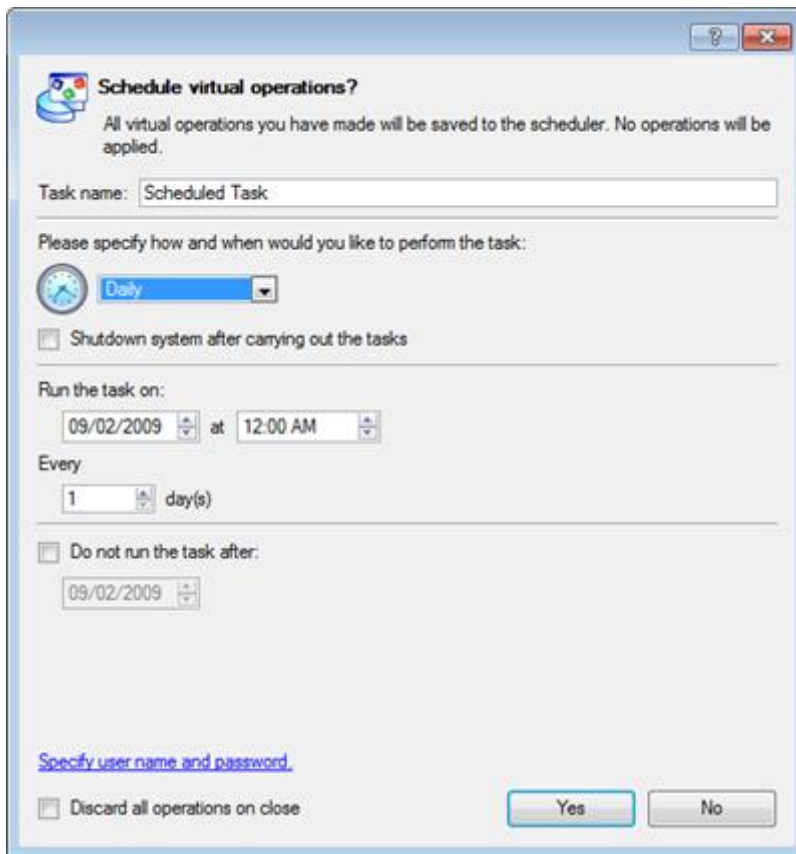 ?
Schedule virtual operations?
All virtual operations you have made will be saved to the scheduler. No operations will be
applied.
Task name: Scheduled Task
Please specify how and when would you like to perform the task:
Daily
Shutdown system after carrying out the tasks
Run the task on:
09/02/2009 at 12:00 AM
Every
1 day(s)
Do not run the task after:
09/02/2009
Specify user name and password.
Discard all operations on close Yes No